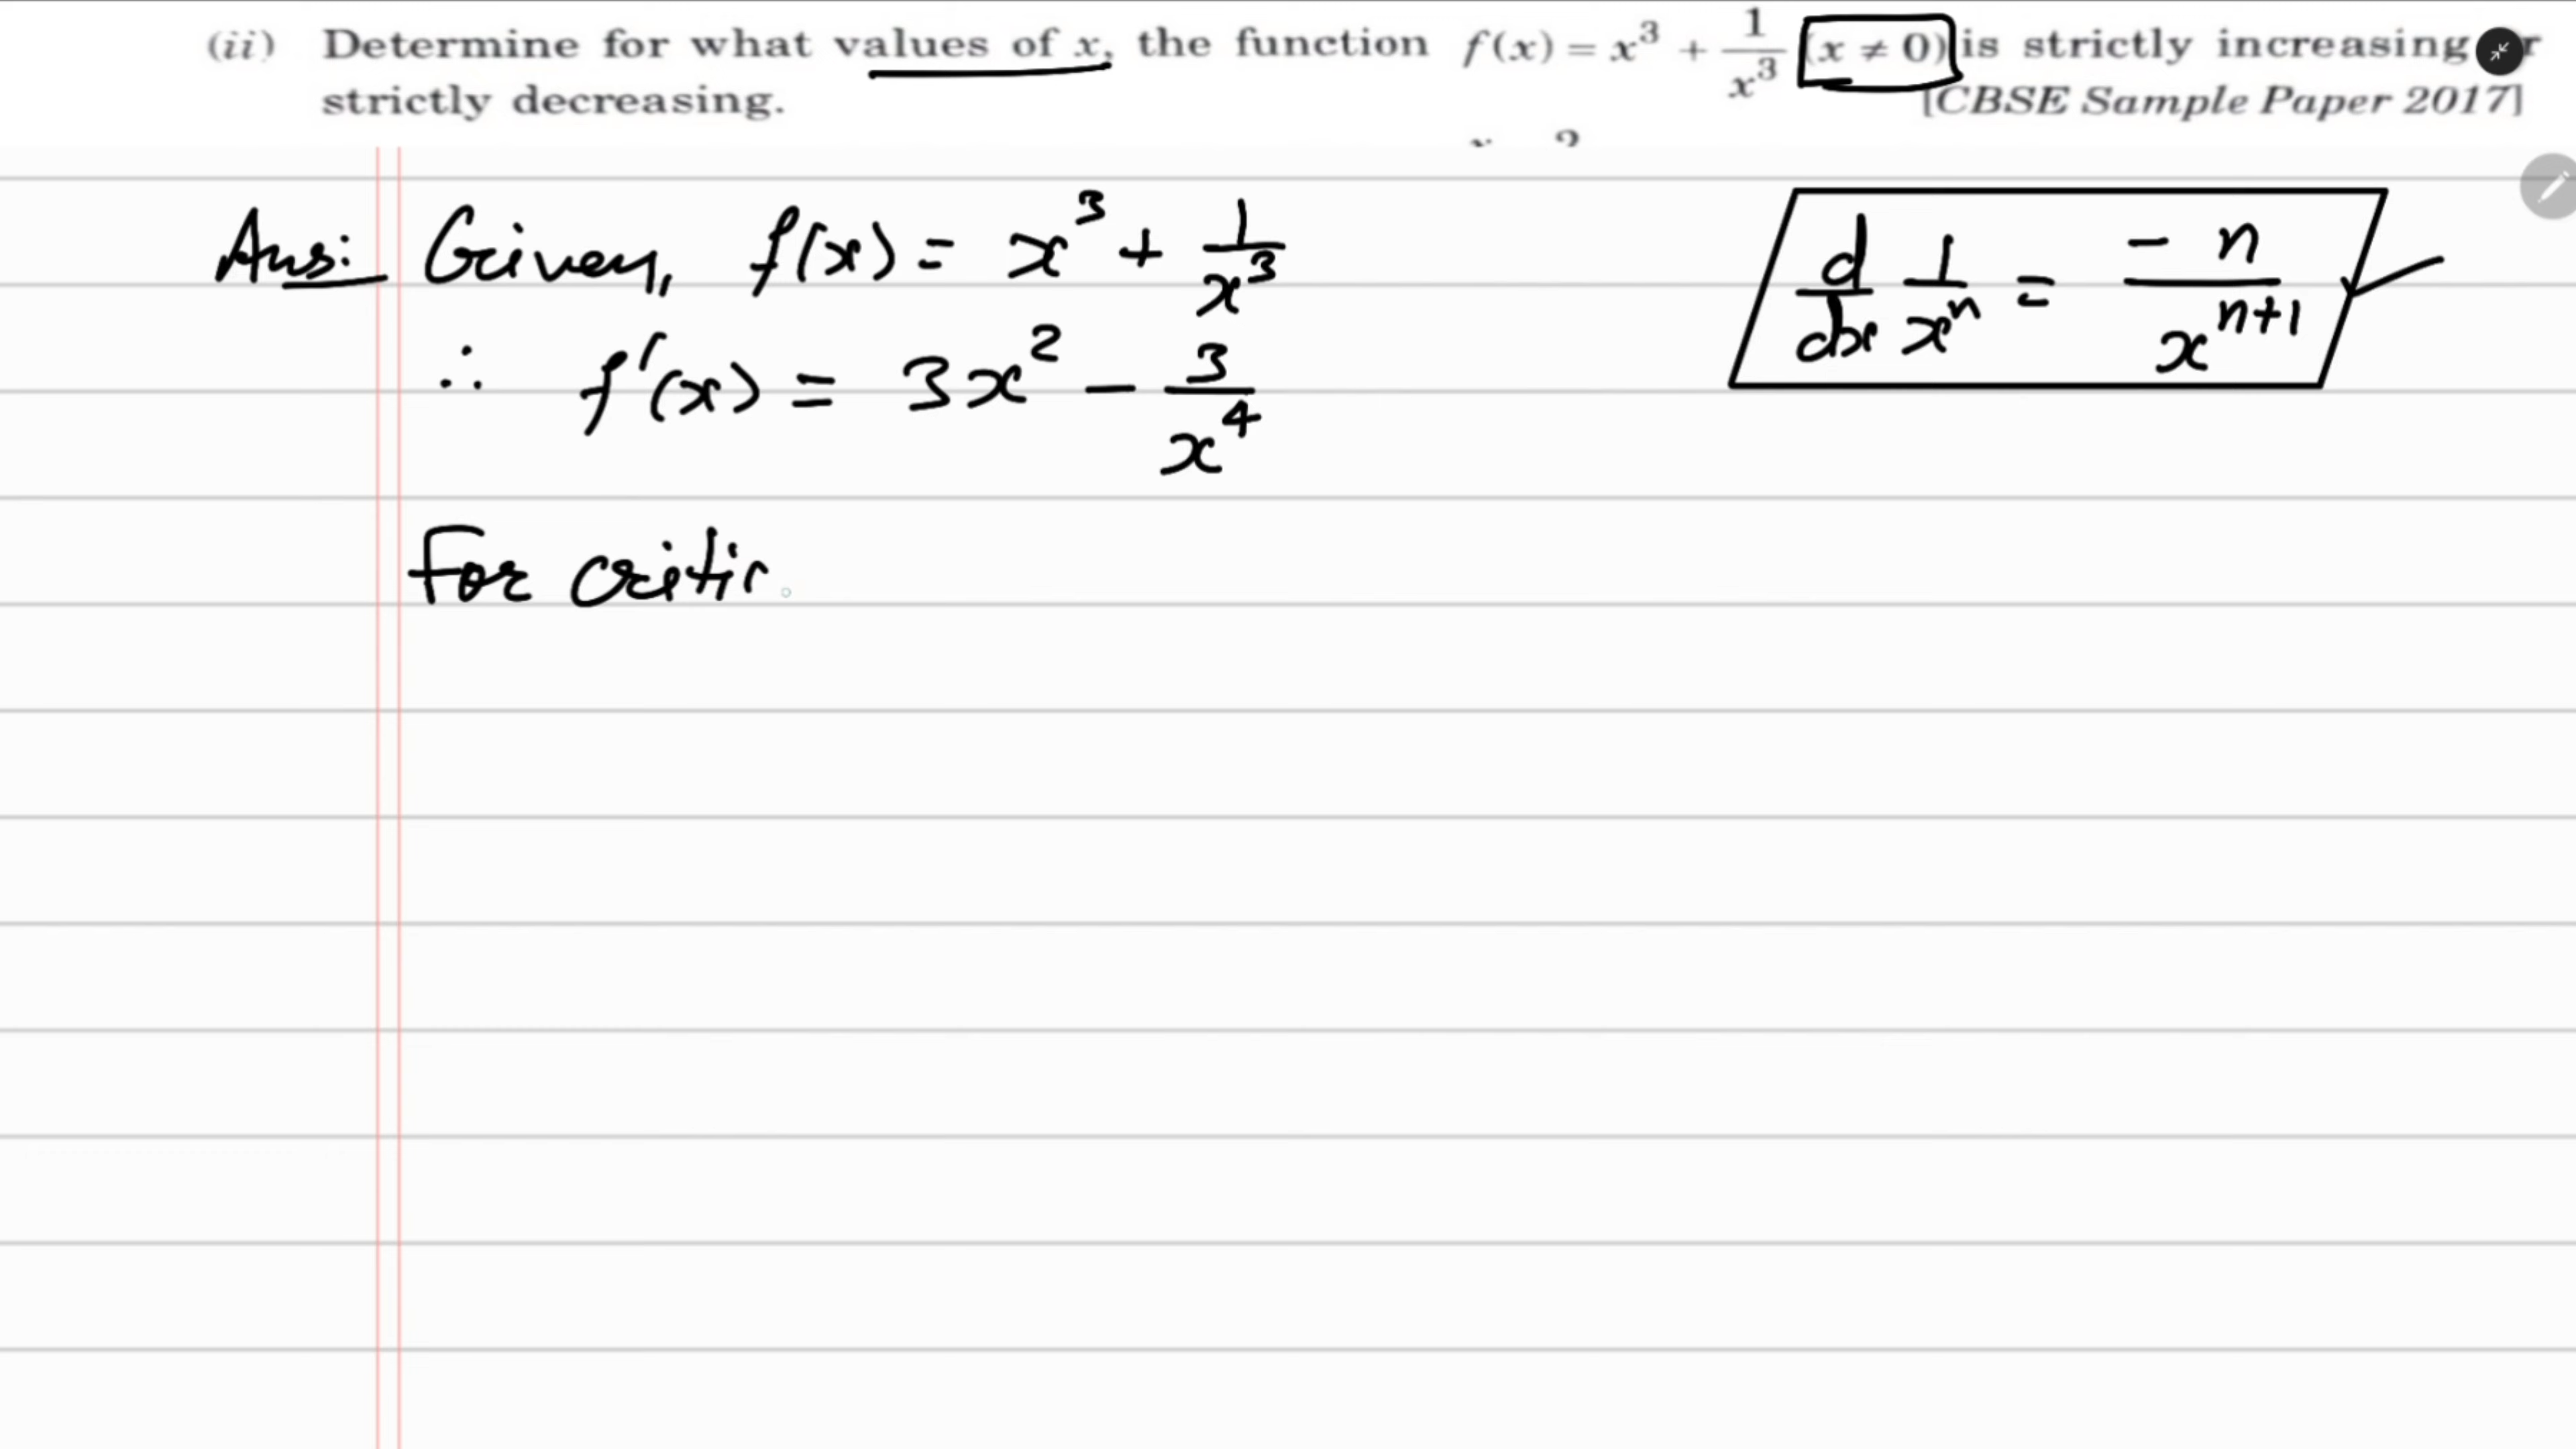 (ii) Determine for what values of x, the function f(x) = x³ + 1/x³ (x ≠ 0) is strictly increasing
strictly decreasing. [CBSE Sample Paper 2017]
Ans: Given, f(x) = x³ + 1/x³
d/dx 1/xⁿ = -n/xⁿ⁺¹
∴ f'(x) = 3x² - 3/x⁴
For critic